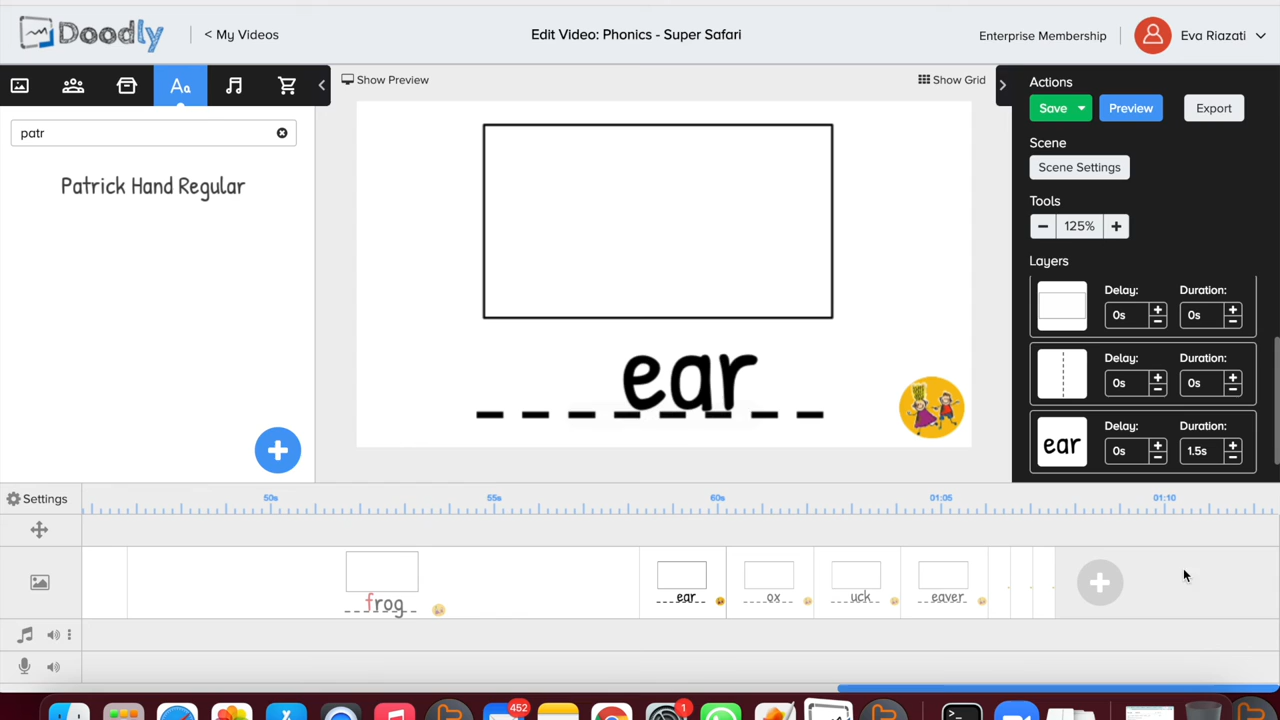 Doodly
< My Videos
Edit Video: Phonics - Super Safari
Enterprise Membership
Eva Riazati
Aa
Show Preview
Show Grid
Actions
Save
Preview
Export
patr
Patrick Hand Regular
Scene
Scene Settings
Tools
125%
Layers
Delay:
Duration:
0s
0s
Delay:
Duration:
0s
0s
ear
Delay:
Duration:
0s
1.5s
ear
Settings
50s
55s
60s
01:05
01:10
frog
ear
ox
uck
eaver
452
1